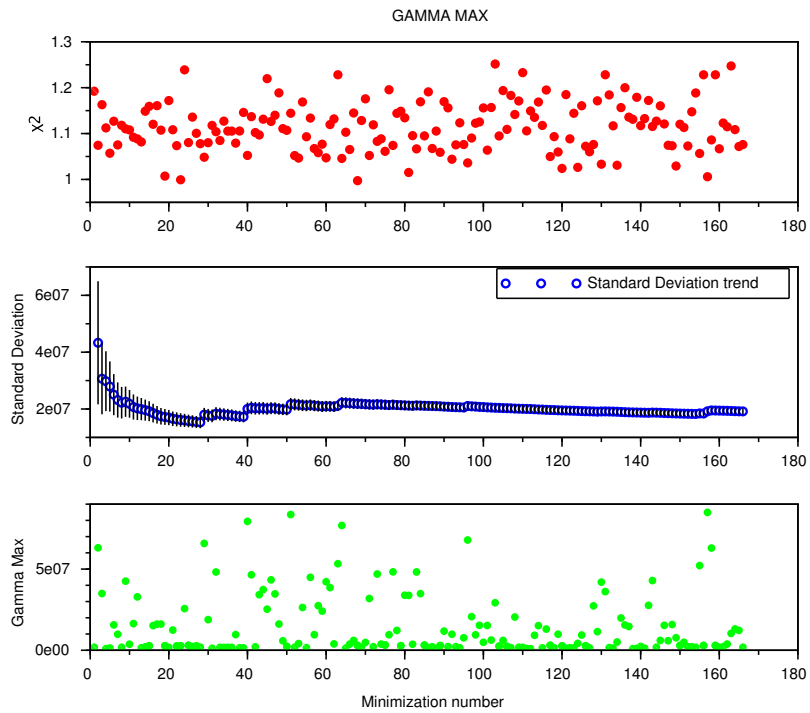 GAMMA MAX
1.3
1.2
1.1
1
χ2
0 20 40 60 80 100 120 140 160 180
Standard Deviation trend
6e07
4e07
2e07
Standard Deviation
0 20 40 60 80 100 120 140 160 180
5e07
0e00
Gamma Max
0 20 40 60 80 100 120 140 160 180
Minimization number